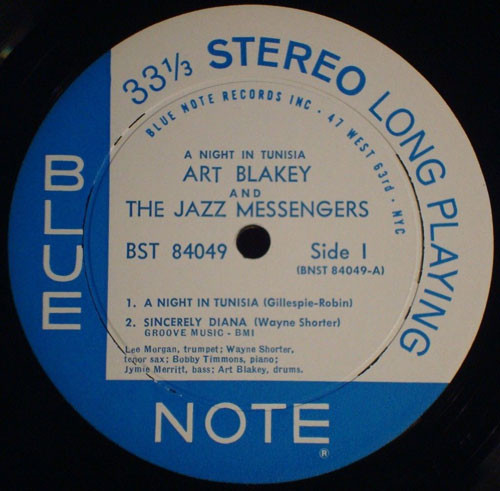 33 1/3 STEREO LONG PLAYING
BLUE NOTE RECORDS INC · 47 WEST 63rd · NYC
A NIGHT IN TUNISIA
ART BLAKEY
AND
THE JAZZ MESSENGERS
BST 84049 Side 1
(BNST 84049-A)
1. A NIGHT IN TUNISIA (Gillespie-Robin)
2. SINCERELY DIANA (Wayne Shorter)
GROOVE MUSIC - BMI
Lee Morgan, trumpet; Wayne Shorter,
tenor sax; Bobby Timmons, piano;
Jymie Merritt, bass; Art Blakey, drums.
BLUE
NOTE
®